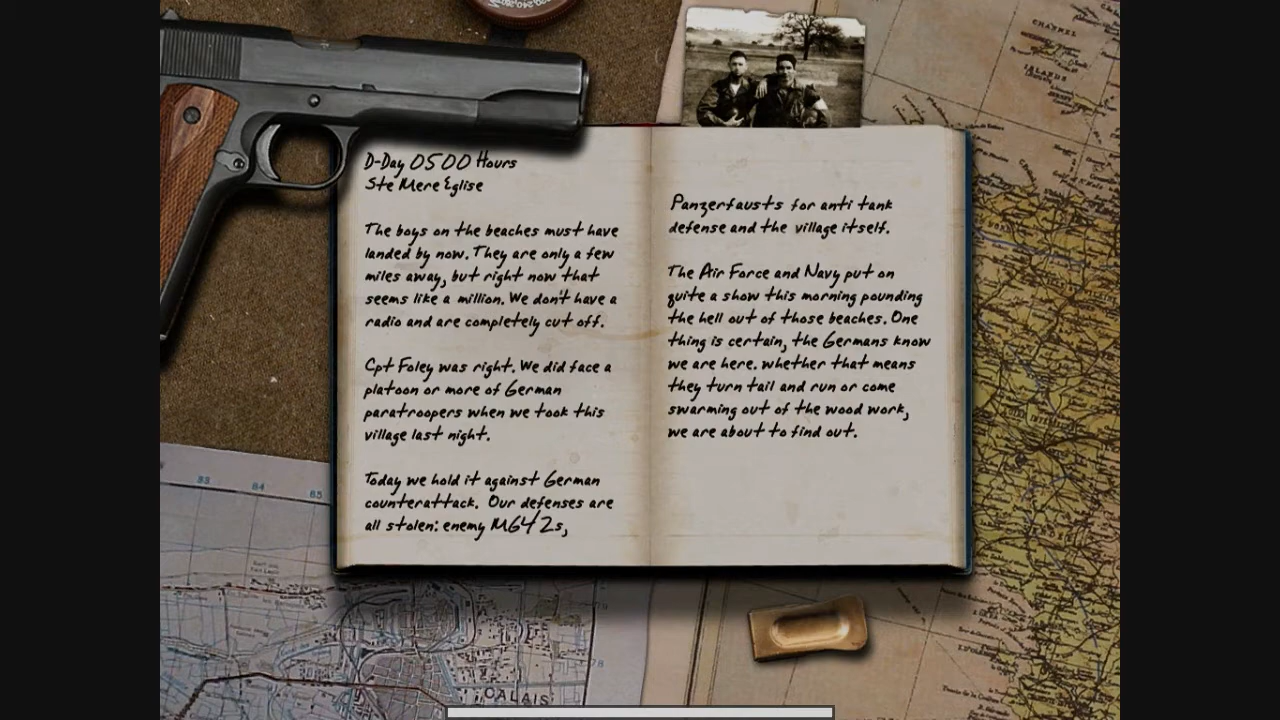 D-Day 0500 Hours
Ste Mere Eglise
The boys on the beaches must have
landed by now. They are only a few
miles away, but right now that
seems like a million. We don't have a
radio and are completely cut off.
Cpt Foley was right. We did face a
platoon or more of German
paratroopers when we took this
village last night.
Today we hold it against German
counterattack. Our defenses are
all stolen: enemy MG42s,
Panzerfausts for anti tank
defense and the village itself.
The Air Force and Navy put on
quite a show this morning pounding
the hell out of those beaches. One
thing is certain, the Germans know
we are here. whether that means
they turn tail and run or come
swarming out of the wood work,
we are about to find out.
CHANNEL
ISLANDS
83 84 85
CALAIS